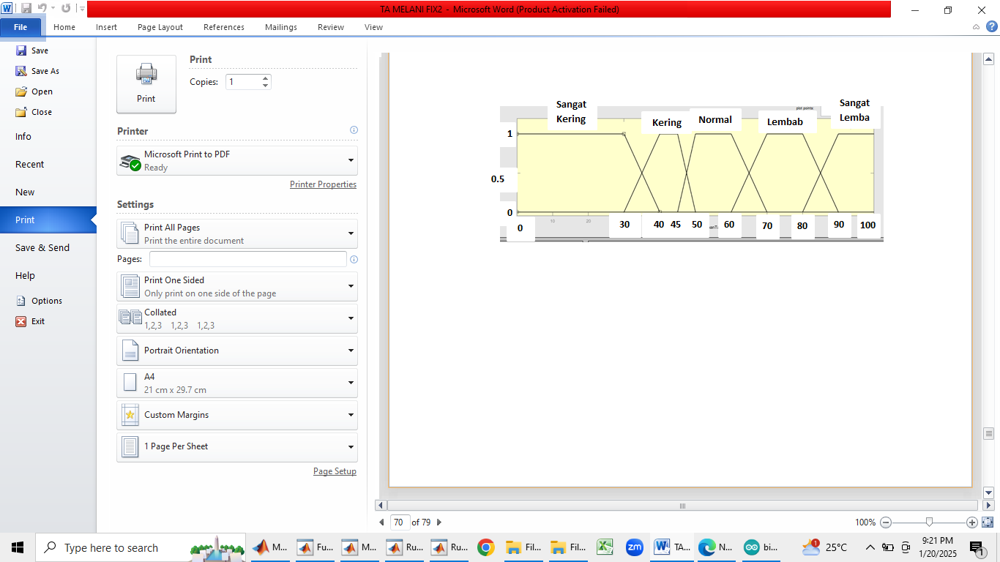 TA MELANI FIX2 - Microsoft Word (Product Activation Failed)
File Home Insert Page Layout References Mailings Review View
Save
Save As
Open
Close
Info
Recent
New
Print
Save & Send
Help
Options
Exit
Print
Print
Copies: 1
Printer
Microsoft Print to PDF
Ready
Printer Properties
Settings
Print All Pages
Print the entire document
Pages:
Print One Sided
Only print on one side of the page
Collated
1,2,3 1,2,3 1,2,3
Portrait Orientation
A4
21 cm x 29.7 cm
Custom Margins
1 Page Per Sheet
Page Setup
plot points:
Sangat
Kering
Kering
Normal
Lembab
Sangat
Lemba
1
0.5
0
10 20
0 30 40 45 50 60 70 80 90 100
70 of 79
100%
Type here to search
M... Fu... M... Ru... Ru... Fil... Fil... zm TA... N... bi...
1 25°C
9:21 PM
1/20/2025
1